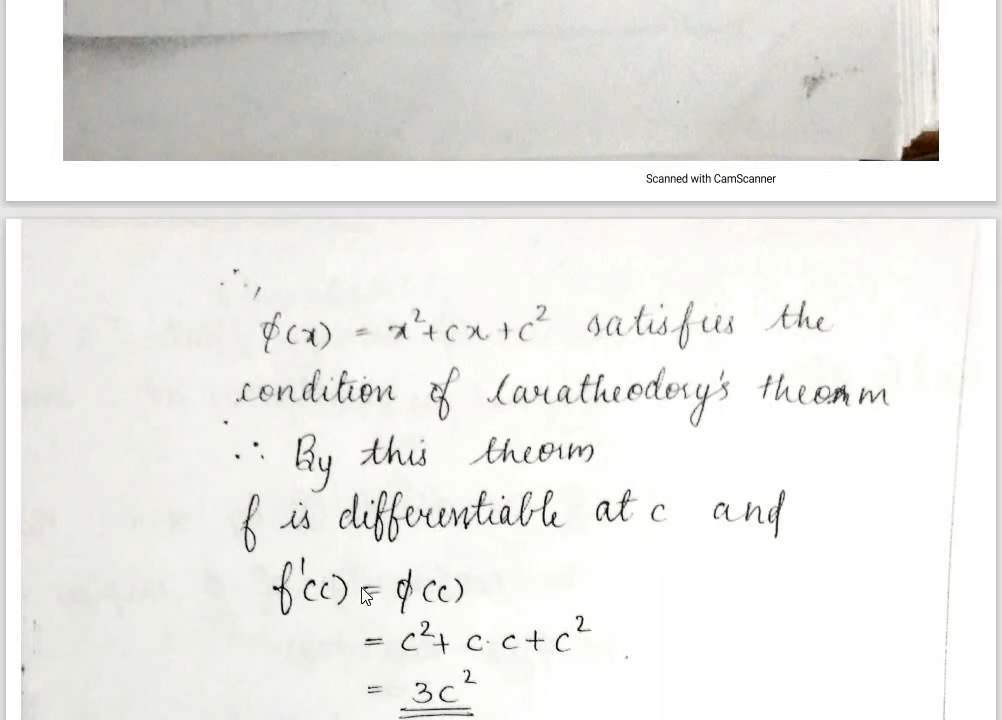 Scanned with CamScanner
∴,
φ(x) = x²+cx+c² satisfies the
condition of Caratheodory's theorm
∴ By this theorm
f is differentiable at c and
f'(c) = φ(c)
= c²+ c·c+c²
= 3c²